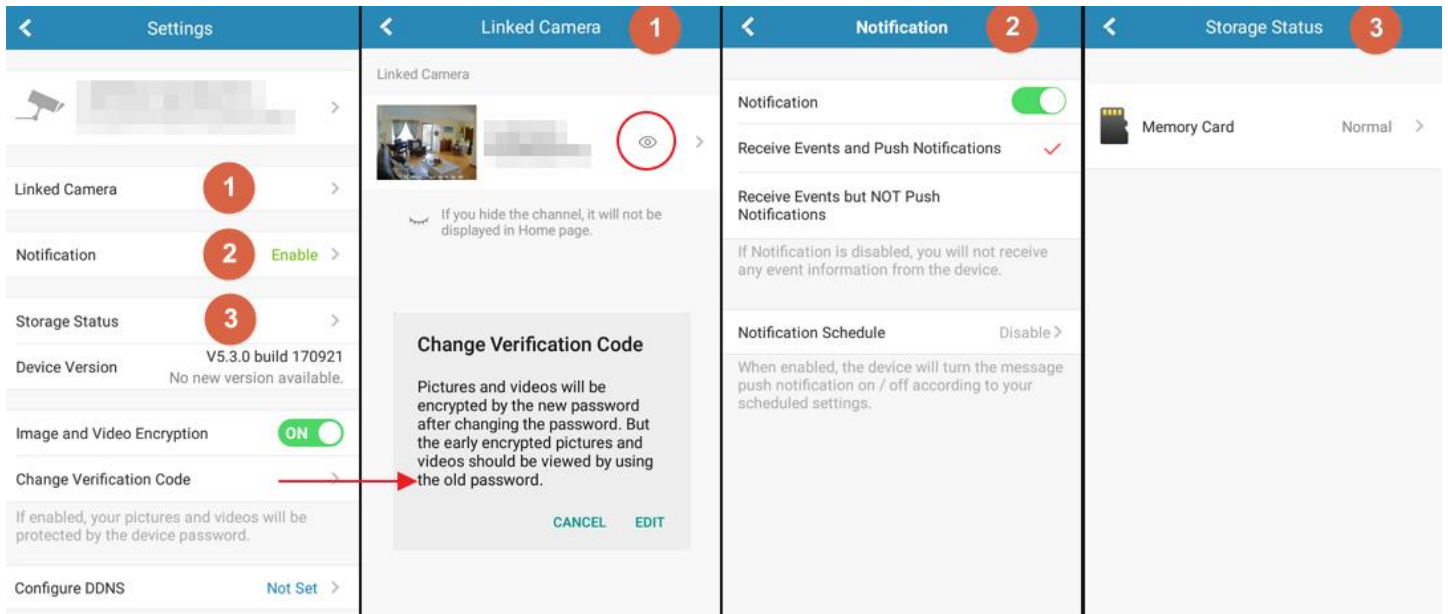 Settings
Linked Camera
1
Notification
2
Enable
Storage Status
3
Device Version
V5.3.0 build 170921
No new version available.
Image and Video Encryption
ON
Change Verification Code
If enabled, your pictures and videos will be
protected by the device password.
Configure DDNS
Not Set
Linked Camera
1
Linked Camera
If you hide the channel, it will not be
displayed in Home page.
Change Verification Code
Pictures and videos will be
encrypted by the new password
after changing the password. But
the early encrypted pictures and
videos should be viewed by using
the old password.
CANCEL EDIT
Notification
2
Notification
Receive Events and Push Notifications
Receive Events but NOT Push
Notifications
If Notification is disabled, you will not receive
any event information from the device.
Notification Schedule
Disable
When enabled, the device will turn the message
push notification on / off according to your
scheduled settings.
Storage Status
3
Memory Card
Normal